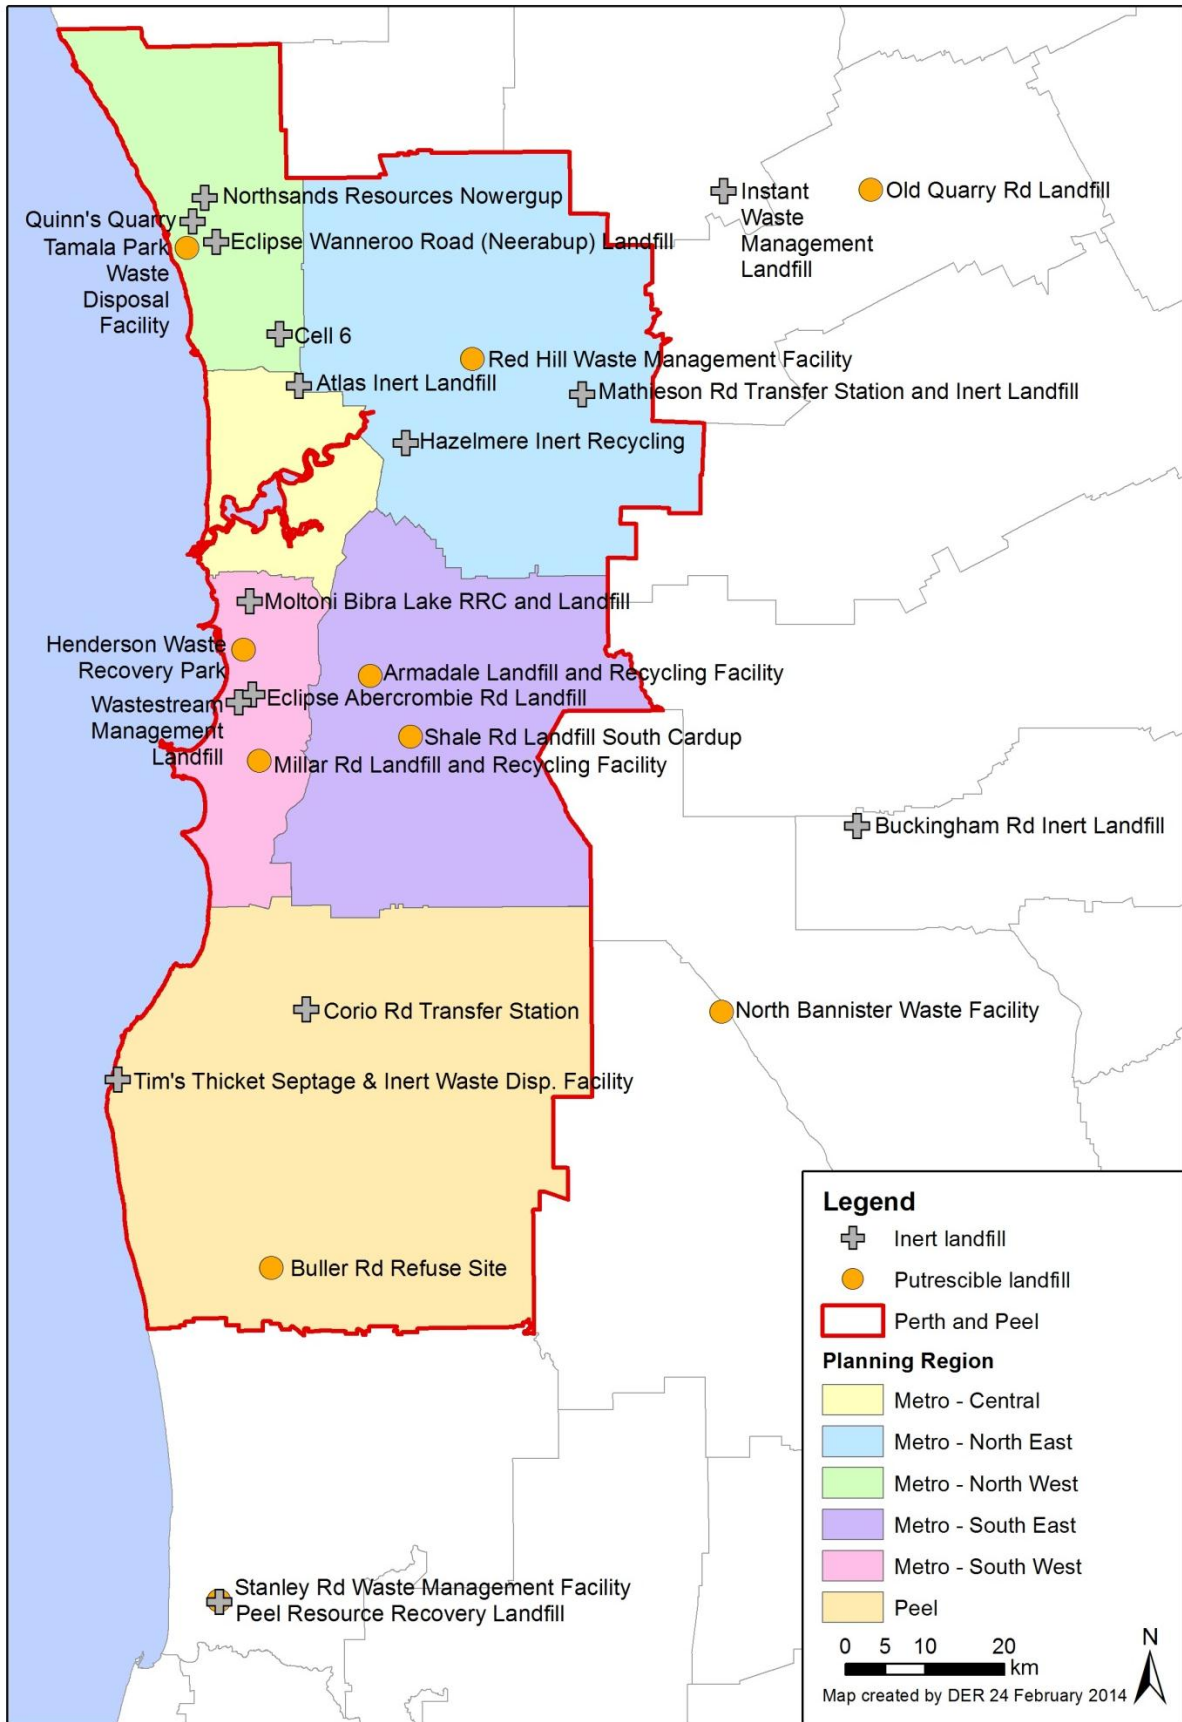 Northsands Resources Nowergup
Quinn's Quarry
Eclipse Wanneroo Road (Neerabup) Landfill
Tamala Park
Waste
Disposal
Facility
Instant
Waste
Management
Landfill
Old Quarry Rd Landfill
Cell 6
Red Hill Waste Management Facility
Atlas Inert Landfill
Mathieson Rd Transfer Station and Inert Landfill
Hazelmere Inert Recycling
Moltoni Bibra Lake RRC and Landfill
Henderson Waste
Recovery Park
Armadale Landfill and Recycling Facility
Eclipse Abercrombie Rd Landfill
Wastestream
Management
Landfill
Shale Rd Landfill South Cardup
Millar Rd Landfill and Recycling Facility
Buckingham Rd Inert Landfill
Corio Rd Transfer Station
North Bannister Waste Facility
Tim's Thicket Septage & Inert Waste Disp. Facility
Buller Rd Refuse Site
Stanley Rd Waste Management Facility
Peel Resource Recovery Landfill
Legend
Inert landfill
Putrescible landfill
Perth and Peel
Planning Region
Metro - Central
Metro - North East
Metro - North West
Metro - South East
Metro - South West
Peel
0 5 10 20
km
N
Map created by DER 24 February 2014